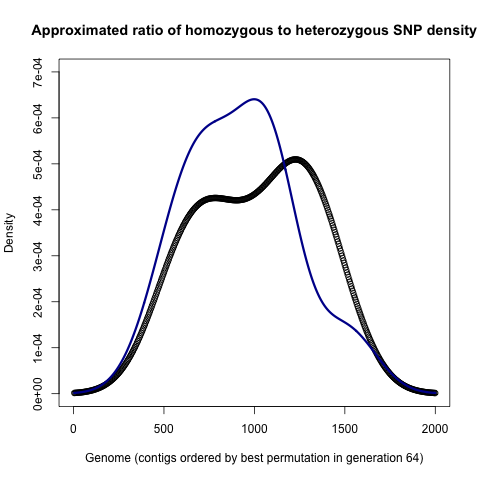 Approximated ratio of homozygous to heterozygous SNP density
7e-04
6e-04
5e-04
4e-04
3e-04
2e-04
1e-04
0e+00
Density
0 500 1000 1500 2000
Genome (contigs ordered by best permutation in generation 64)